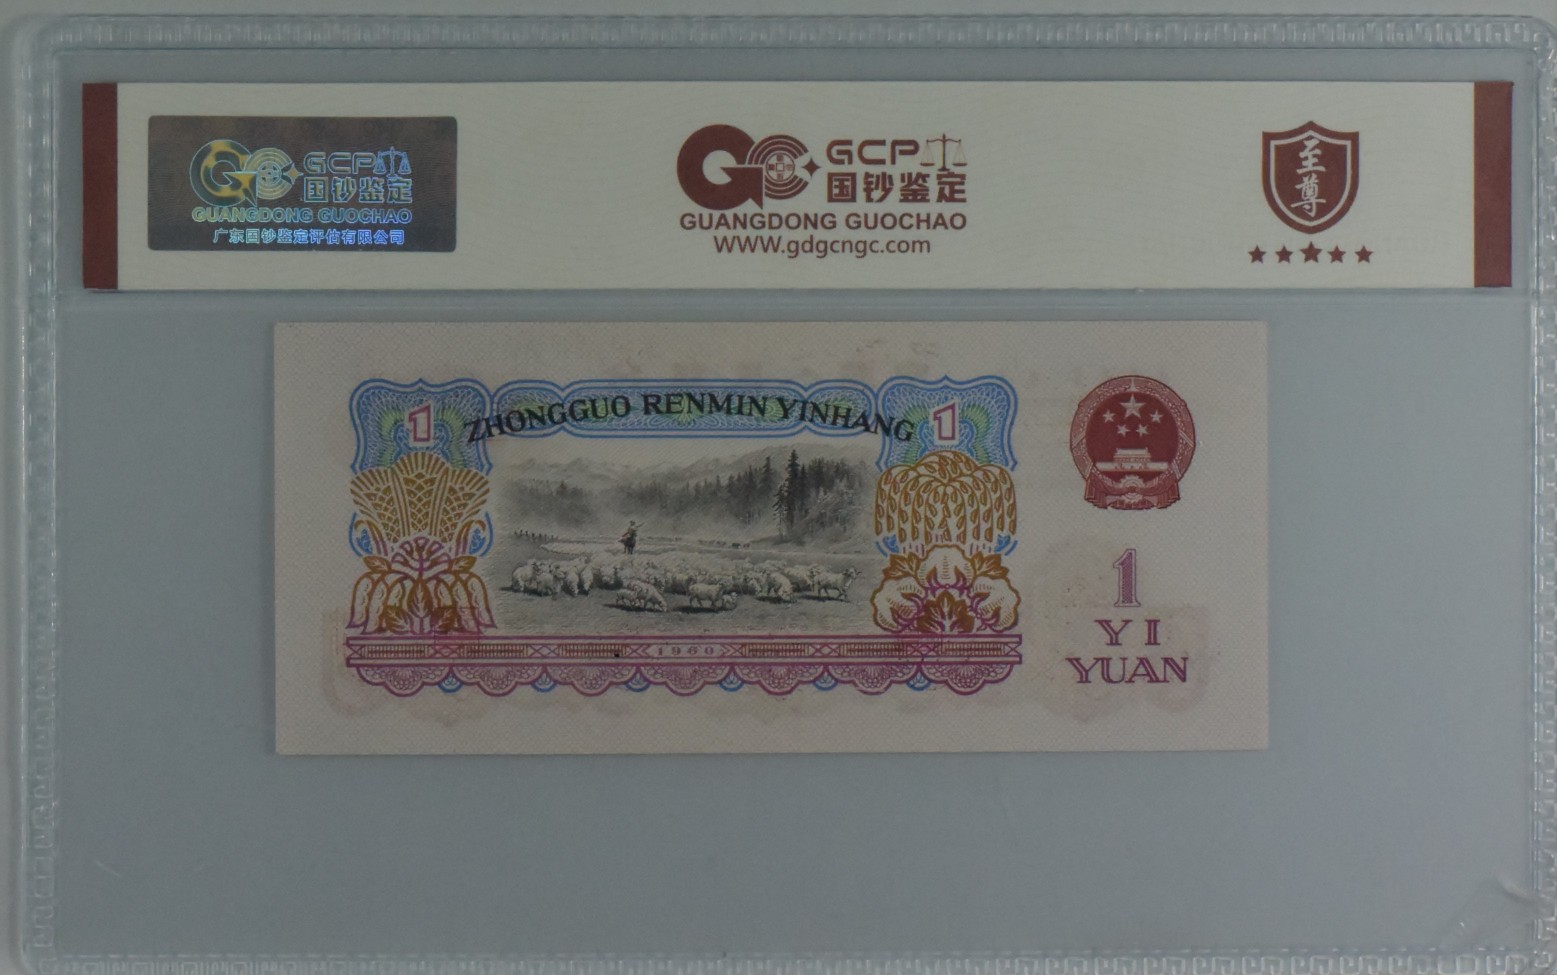 GCP
国钞鉴定
GUANGDONG GUOCHAO
广东国钞鉴定评估有限公司
GCP
国钞鉴定
GUANGDONG GUOCHAO
WWW.gdgcngc.com
至尊
1
ZHONGGUO RENMIN YINHANG
1
1960
1
YI
YUAN